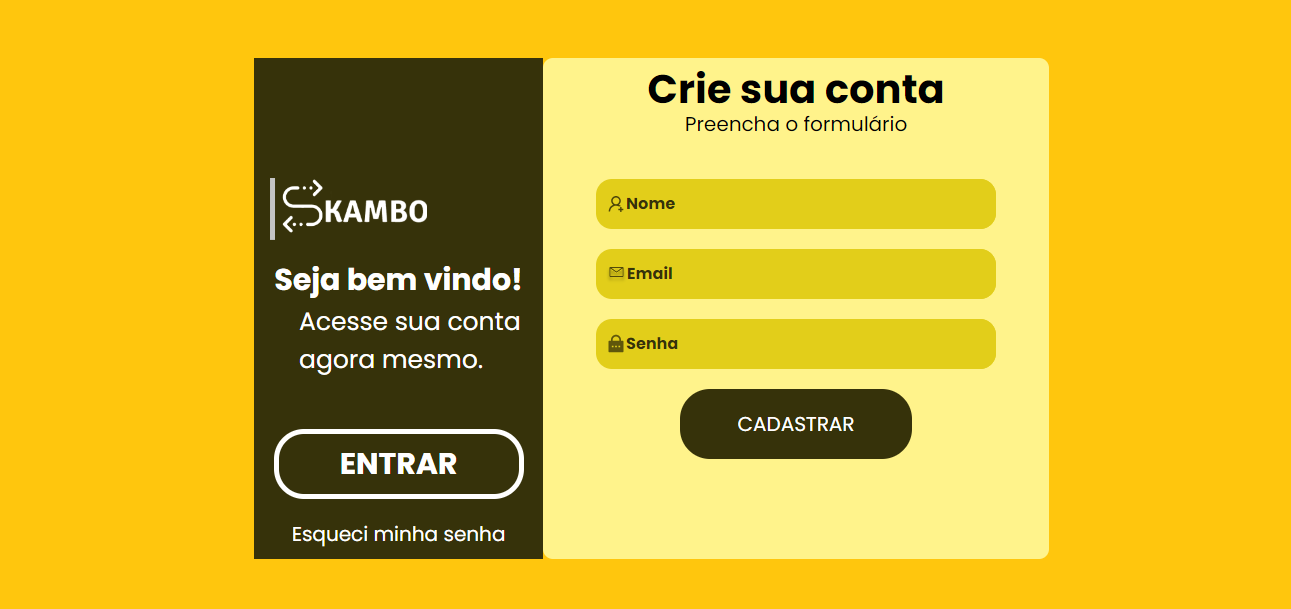 SKAMBO
Seja bem vindo!
Acesse sua conta
agora mesmo.
ENTRAR
Esqueci minha senha
Crie sua conta
Preencha o formulário
Nome
Email
Senha
CADASTRAR